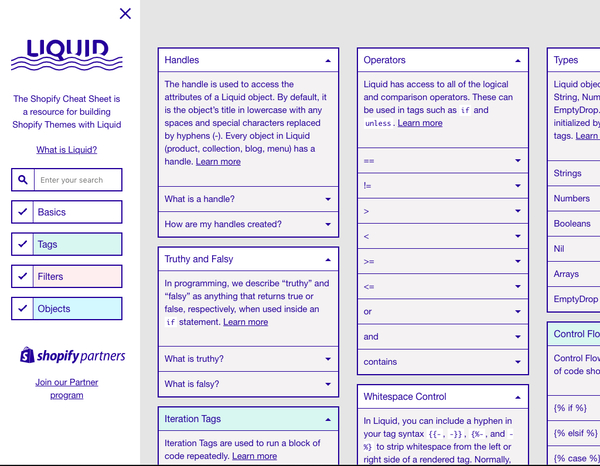 LIQUID
The Shopify Cheat Sheet is
a resource for building
Shopify Themes with Liquid
What is Liquid?
Enter your search
Basics
Tags
Filters
Objects
shopify partners
Join our Partner
program
Handles
The handle is used to access the
attributes of a Liquid object. By default, it
is the object's title in lowercase with any
spaces and special characters replaced
by hyphens (-). Every object in Liquid
(product, collection, blog, menu) has a
handle. Learn more
What is a handle?
How are my handles created?
Truthy and Falsy
In programming, we describe “truthy” and
“falsy” as anything that returns true or
false, respectively, when used inside an
if statement. Learn more
What is truthy?
What is falsy?
Iteration Tags
Iteration Tags are used to run a block of
code repeatedly. Learn more
Operators
Liquid has access to all of the logical
and comparison operators. These can
be used in tags such as if and
unless. Learn more
==
!=
>
<
>=
<=
or
and
contains
Whitespace Control
In Liquid, you can include a hyphen in
your tag syntax {{-, -}}, {%-, and -
%} to strip whitespace from the left or
right side of a rendered tag. Normally,
Types
Liquid objec
String, Num
EmptyDrop.
initialized by
tags. Learn
Strings
Numbers
Booleans
Nil
Arrays
EmptyDrop
Control Flo
Control Flow
of code sho
{% if %}
{% elsif %}
{% case %}